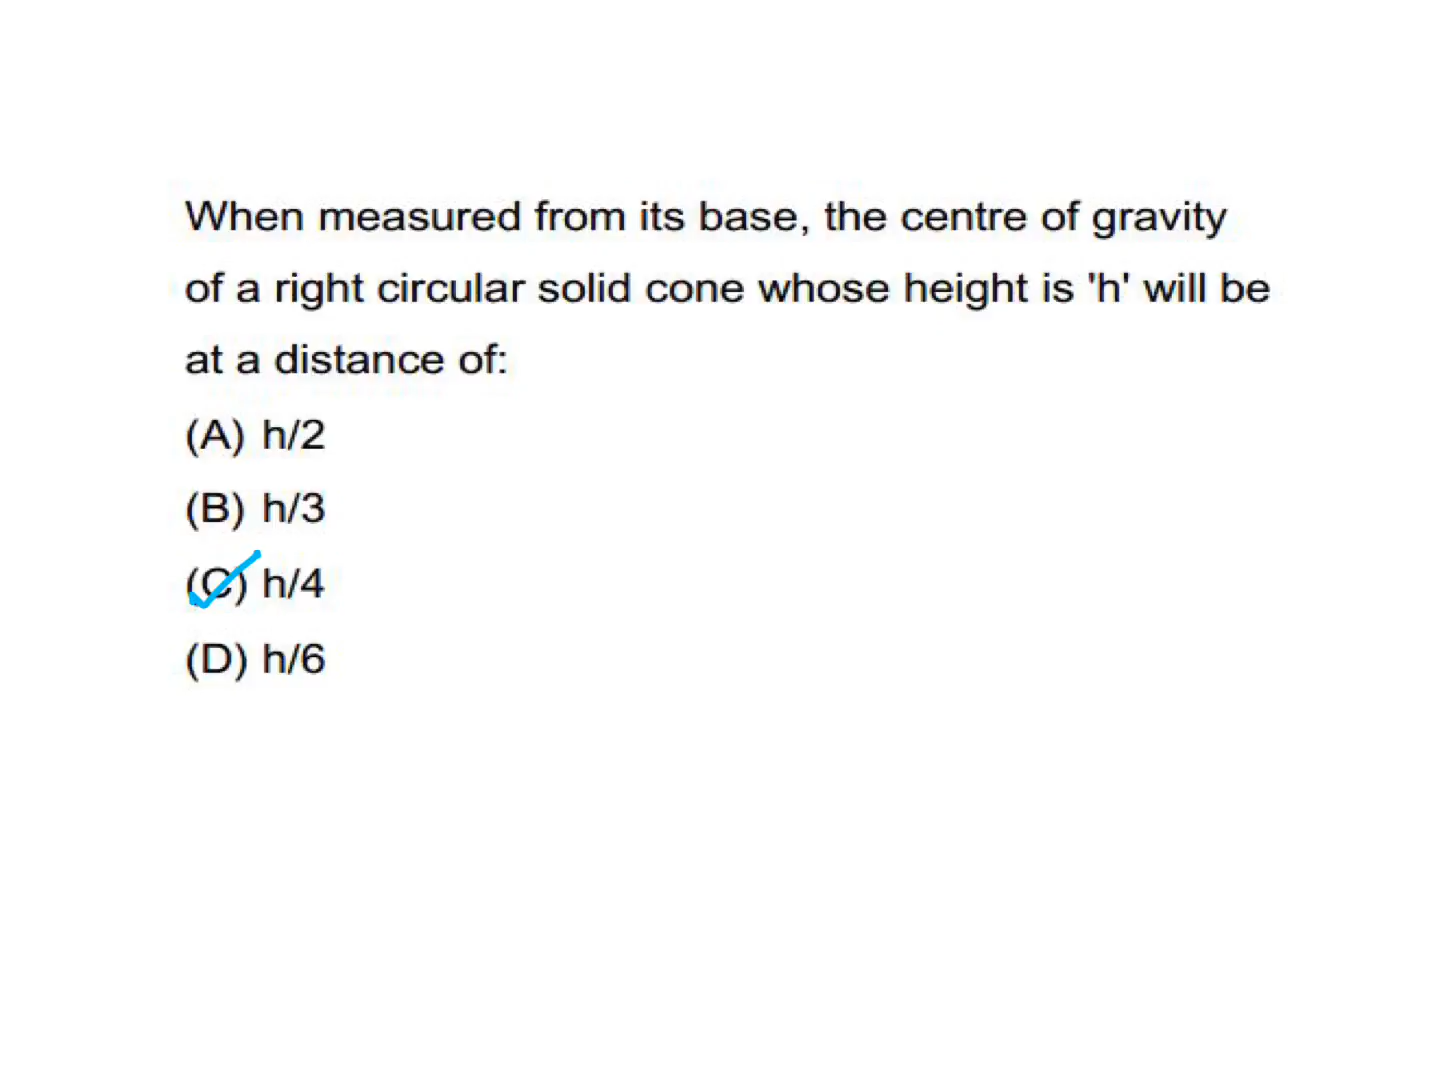 When measured from its base, the centre of gravity
of a right circular solid cone whose height is 'h' will be
at a distance of:
(A) h/2
(B) h/3
(C) h/4
(D) h/6